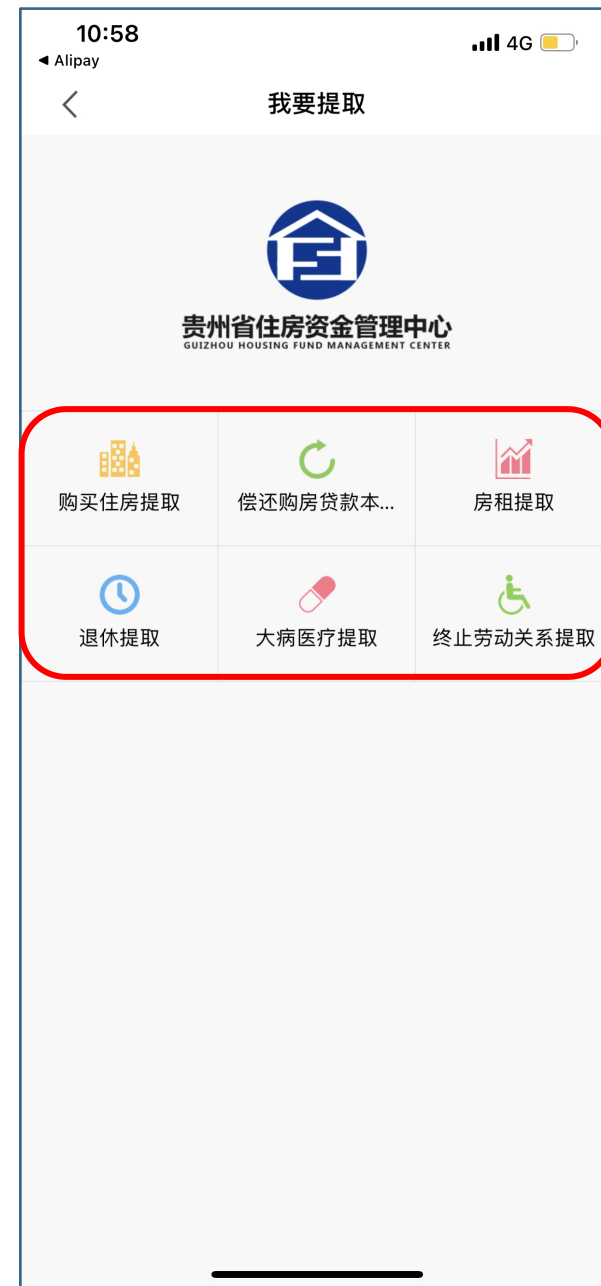 10:58
4G
◀ Alipay
我要提取
贵州省住房资金管理中心
GUIZHOU HOUSING FUND MANAGEMENT CENTER
购买住房提取
偿还购房贷款本...
房租提取
退休提取
大病医疗提取
终止劳动关系提取